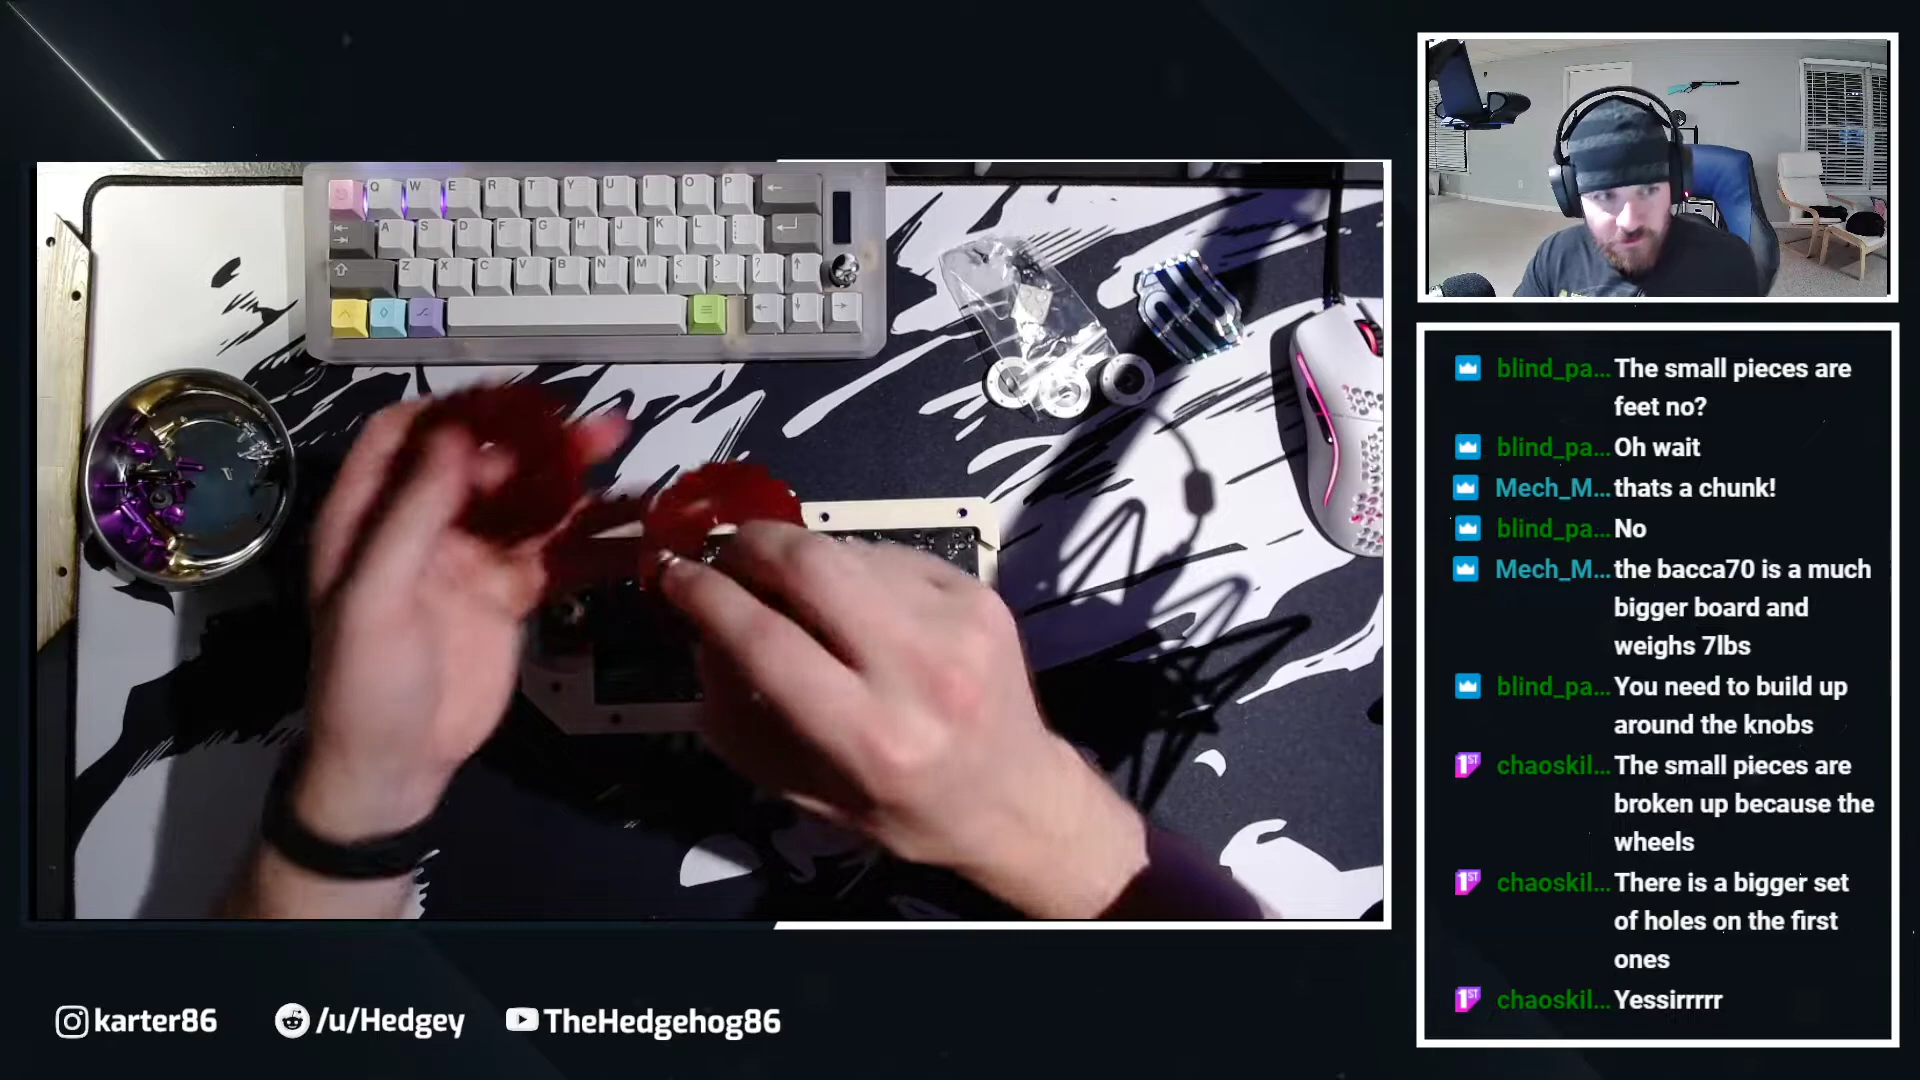 Q W E R T Y U I O P
A S D F G H J K L
Z X C V B N M < > ?
/
blind_pa... The small pieces are
feet no?
blind_pa... Oh wait
Mech_M... thats a chunk!
blind_pa... No
Mech_M... the bacca70 is a much
bigger board and
weighs 7lbs
blind_pa... You need to build up
around the knobs
1ST chaoskil... The small pieces are
broken up because the
wheels
1ST chaoskil... There is a bigger set
of holes on the first
ones
1ST chaoskil... Yessirrrrr
karter86 /u/Hedgey TheHedgehog86